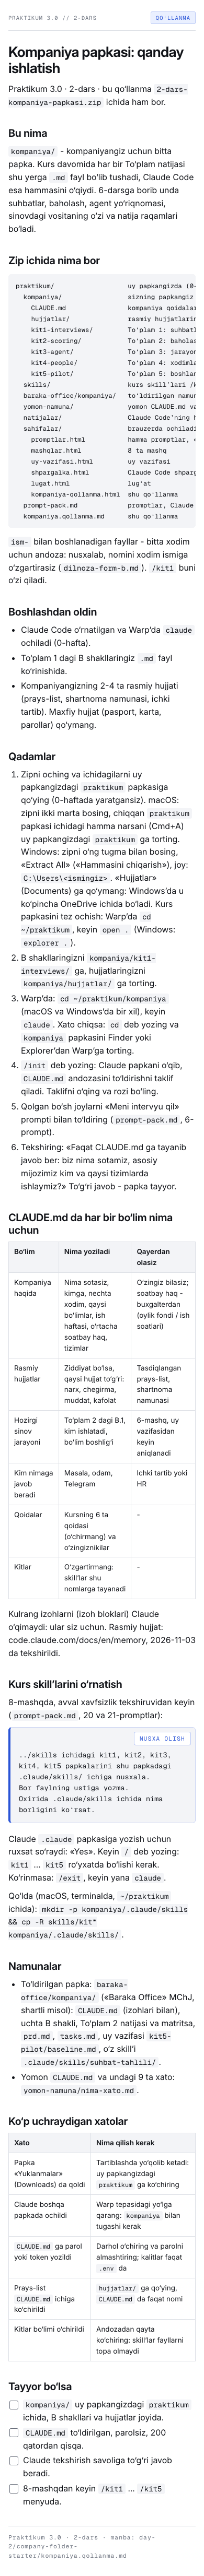 PRAKTIKUM 3.0 // 2-DARS
QO'LLANMA
Kompaniya papkasi: qanday
ishlatish
Praktikum 3.0 · 2-dars · bu qo'llanma 2-dars-
kompaniya-papkasi.zip ichida ham bor.
Bu nima
kompaniya/ - kompaniyangiz uchun bitta
papka. Kurs davomida har bir To'plam natijasi
shu yerga .md fayl bo'lib tushadi, Claude Code
esa hammasini o'qiydi. 6-darsga borib unda
suhbatlar, baholash, agent yo'riqnomasi,
sinovdagi vositaning o'zi va natija raqamlari
bo'ladi.
Zip ichida nima bor
praktikum/ uy papkangizda (0-
kompaniya/ sizning papkangiz
CLAUDE.md kompaniya qoidalar
hujjatlar/ rasmiy hujjatlarin
kit1-interviews/ To'plam 1: suhbatl
kit2-scoring/ To'plam 2: baholas
kit3-agent/ To'plam 3: jarayon
kit4-people/ To'plam 4: xodimla
kit5-pilot/ To'plam 5: boshlan
skills/ kurs skill'lari /k
baraka-office/kompaniya/ to'ldirilgan namun
yomon-namuna/ yomon CLAUDE.md va
natijalar/ Claude Code'ning h
sahifalar/ brauzerda ochiladi
promptlar.html hamma promptlar,
mashqlar.html 8 ta mashq
uy-vazifasi.html uy vazifasi
shpargalka.html Claude Code shparg
lugat.html lug'at
kompaniya-qollanma.html shu qo'llanma
prompt-pack.md promptlar, Claude
kompaniya.qollanma.md shu qo'llanma
ism- bilan boshlanadigan fayllar - bitta xodim
uchun andoza: nusxalab, nomini xodim ismiga
o'zgartirasiz ( dilnoza-form-b.md ). /kit1 buni
o'zi qiladi.
Boshlashdan oldin
• Claude Code o'rnatilgan va Warp'da claude
ochiladi (0-hafta).
• To'plam 1 dagi B shakllaringiz .md fayl
ko'rinishida.
• Kompaniyangizning 2-4 ta rasmiy hujjati
(prays-list, shartnoma namunasi, ichki
tartib). Maxfiy hujjat (pasport, karta,
parollar) qo'ymang.
Qadamlar
1. Zipni oching va ichidagilarni uy
papkangizdagi praktikum papkasiga
qo'ying (0-haftada yaratgansiz). macOS:
zipni ikki marta bosing, chiqqan praktikum
papkasi ichidagi hamma narsani (Cmd+A)
uy papkangizdagi praktikum ga torting.
Windows: zipni o'ng tugma bilan bosing,
«Extract All» («Hammasini chiqarish»), joy:
C:\Users\<ismingiz> . «Hujjatlar»
(Documents) ga qo'ymang: Windows'da u
ko'pincha OneDrive ichida bo'ladi. Kurs
papkasini tez ochish: Warp'da cd
~/praktikum , keyin open . (Windows:
explorer . ).
2. B shakllaringizni kompaniya/kit1-
interviews/ ga, hujjatlaringizni
kompaniya/hujjatlar/ ga torting.
3. Warp'da: cd ~/praktikum/kompaniya
(macOS va Windows'da bir xil), keyin
claude . Xato chiqsa: cd deb yozing va
kompaniya papkasini Finder yoki
Explorer'dan Warp'ga torting.
4. /init deb yozing: Claude papkani o'qib,
CLAUDE.md andozasini to'ldirishni taklif
qiladi. Taklifni o'qing va rozi bo'ling.
5. Qolgan bo'sh joylarni «Meni intervyu qil»
prompti bilan to'ldiring ( prompt-pack.md , 6-
prompt).
6. Tekshiring: «Faqat CLAUDE.md ga tayanib
javob ber: biz nima sotamiz, asosiy
mijozimiz kim va qaysi tizimlarda
ishlaymiz?» To'g'ri javob - papka tayyor.
CLAUDE.md da har bir bo'lim nima
uchun
Bo'lim Nima yoziladi Qayerdan
olasiz
Kompaniya
haqida Nima sotasiz,
kimga, nechta
xodim, qaysi
bo'limlar, ish
haftasi, o'rtacha
soatbay haq,
tizimlar O'zingiz bilasiz;
soatbay haq -
buxgalterdan
(oylik fondi / ish
soatlari)
Rasmiy
hujjatlar Ziddiyat bo'lsa,
qaysi hujjat to'g'ri:
narx, chegirma,
muddat, kafolat Tasdiqlangan
prays-list,
shartnoma
namunasi
Hozirgi
sinov
jarayoni To'plam 2 dagi B.1,
kim ishlatadi,
bo'lim boshlig'i 6-mashq, uy
vazifasidan
keyin
aniqlanadi
Kim nimaga
javob
beradi Masala, odam,
Telegram Ichki tartib yoki
HR
Qoidalar Kursning 6 ta
qoidasi
(o'chirmang) va
o'zingizniki​lar -
Kitlar O'zgartirmang:
skill'lar shu
nomlarga tayanadi -
Kulrang izohlarni (izoh bloklari) Claude
o'qimaydi: ular siz uchun. Rasmiy hujjat:
code.claude.com/docs/en/memory, 2026-11-03
da tekshirildi.
Kurs skill'larini o'rnatish
8-mashqda, avval xavfsizlik tekshiruvidan keyin
( prompt-pack.md , 20 va 21-promptlar):
NUSXA OLISH
../skills ichidagi kit1, kit2, kit3,
kit4, kit5 papkalarini shu papkadagi
.claude/skills/ ichiga nusxala.
Bor faylning ustiga yozma.
Oxirida .claude/skills ichida nima
borligini ko'rsat.
Claude .claude papkasiga yozish uchun
ruxsat so'raydi: «Yes». Keyin / deb yozing:
kit1 ... kit5 ro'yxatda bo'lishi kerak.
Ko'rinmasa: /exit , keyin yana claude .
Qo'lda (macOS, terminalda, ~/praktikum
ichida): mkdir -p kompaniya/.claude/skills
&& cp -R skills/kit*
kompaniya/.claude/skills/ .
Namunalar
• To'ldirilgan papka: baraka-
office/kompaniya/ («Baraka Office» MChJ,
shartli misol): CLAUDE.md (izohlari bilan),
uchta B shakli, To'plam 2 natijasi va matritsa,
prd.md , tasks.md , uy vazifasi kit5-
pilot/baseline.md , o'z skill'i
.claude/skills/suhbat-tahlili/ .
• Yomon CLAUDE.md va undagi 9 xato:
yomon-namuna/nima-xato.md .
Ko'p uchraydigan xatolar
Xato Nima qilish kerak
Papka
«Yuklanmalar»
(Downloads) da qoldi Tartiblashda yo'qolib ketadi:
uy papkangizdagi
praktikum ga ko'chiring
Claude boshqa
papkada ochildi Warp tepasidagi yo'lga
qarang: kompaniya bilan
tugashi kerak
CLAUDE.md ga parol
yoki token yozildi Darhol o'chiring va parolni
almashtiring; kalitlar faqat
.env da
Prays-list
CLAUDE.md ichiga
ko'chirildi hujjatlar/ ga qo'ying,
CLAUDE.md da faqat nomi
Kitlar bo'limi o'chirildi Andozadan qayta
ko'chiring: skill'lar fayllarni
topa olmaydi
Tayyor bo'lsa
kompaniya/ uy papkangizdagi praktikum
ichida, B shakllari va hujjatlar joyida.
CLAUDE.md to'ldirilgan, parolsiz, 200
qatordan qisqa.
Claude tekshirish savoliga to'g'ri javob
beradi.
8-mashqdan keyin /kit1 ... /kit5
menyuda.
Praktikum 3.0 · 2-dars · manba: day-
2/company-folder-
starter/kompaniya.qollanma.md